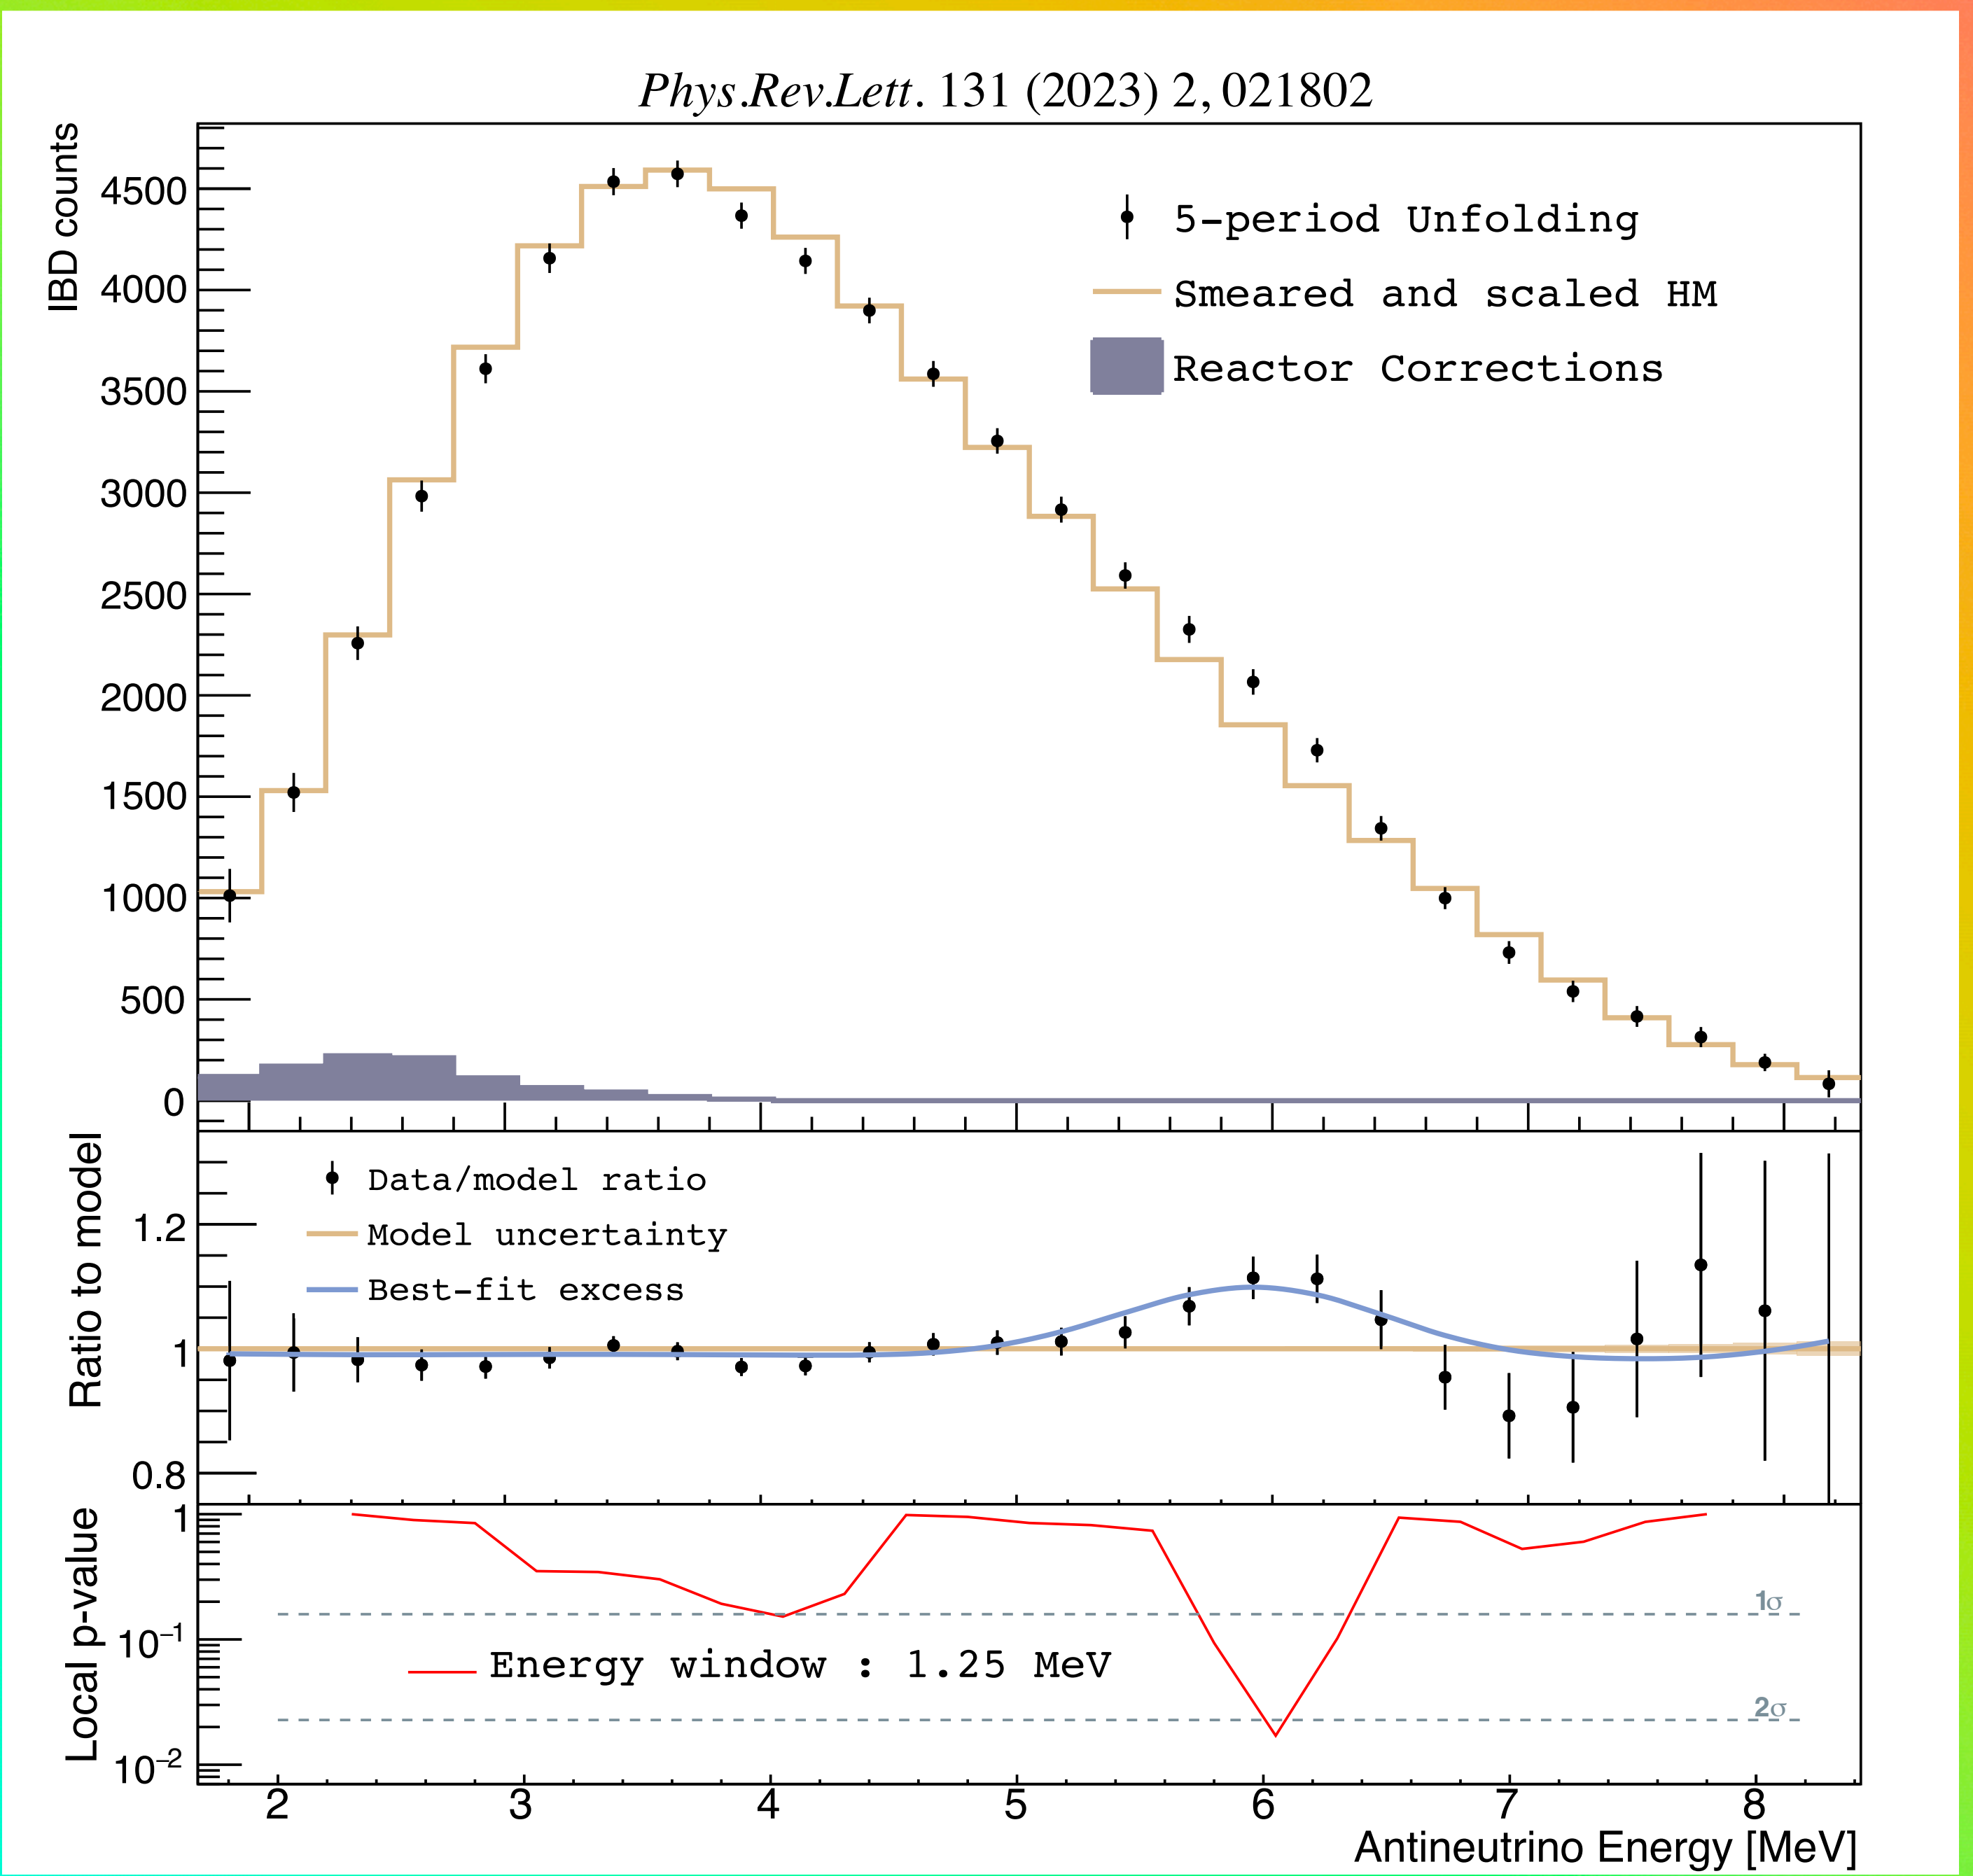 Phys.Rev.Lett. 131 (2023) 2, 021802
IBD counts
4500
4000
3500
3000
2500
2000
1500
1000
500
0
5-period Unfolding
Smeared and scaled HM
Reactor Corrections
Ratio to model
1.2
1
0.8
Data/model ratio
Model uncertainty
Best-fit excess
Local p-value
1
10⁻¹
10⁻²
1σ
Energy window : 1.25 MeV
2σ
2 3 4 5 6 7 8
Antineutrino Energy [MeV]